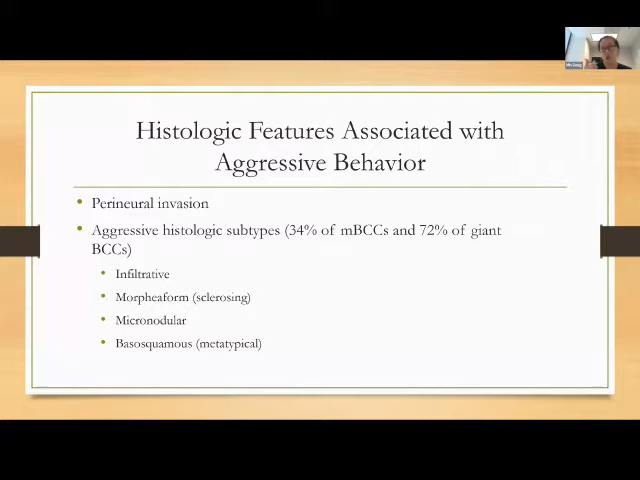 Histologic Features Associated with
Aggressive Behavior
• Perineural invasion
• Aggressive histologic subtypes (34% of mBCCs and 72% of giant
BCCs)
• Infiltrative
• Morpheaform (sclerosing)
• Micronodular
• Basosquamous (metatypical)